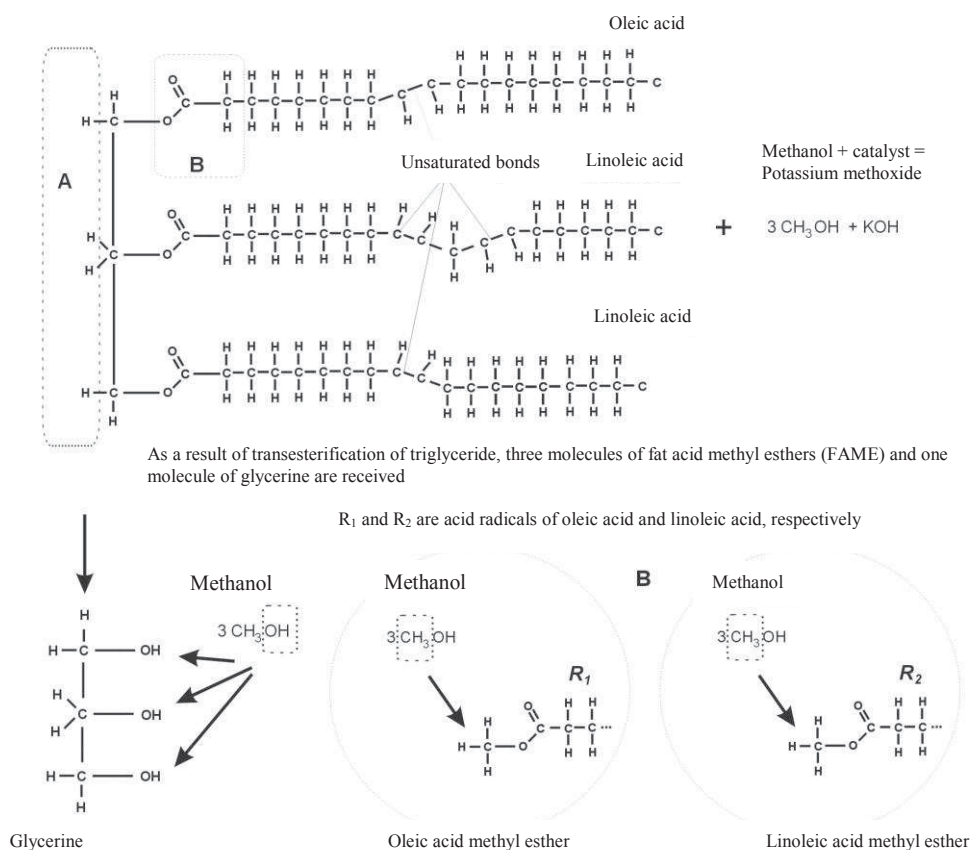 Oleic acid
B
Unsaturated bonds
Linoleic acid
Methanol + catalyst =
Potassium methoxide
A
+ 3 CH₃OH + KOH
Linoleic acid
As a result of transesterification of triglyceride, three molecules of fat acid methyl esthers (FAME) and one
molecule of glycerine are received
R₁ and R₂ are acid radicals of oleic acid and linoleic acid, respectively
Methanol
3 CH₃OH
H
H–C–OH
H C–OH
H
H–C–OH
H
Glycerine
Methanol
3 CH₃OH
R₁
Oleic acid methyl esther
B
Methanol
3 CH₃OH
R₂
Linoleic acid methyl esther